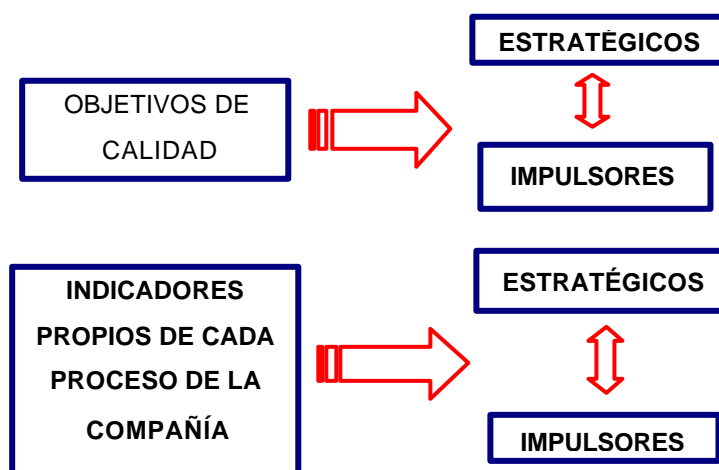 ESTRATÉGICOS
OBJETIVOS DE
CALIDAD
IMPULSORES
INDICADORES
PROPIOS DE CADA
PROCESO DE LA
COMPAÑÍA
ESTRATÉGICOS
IMPULSORES